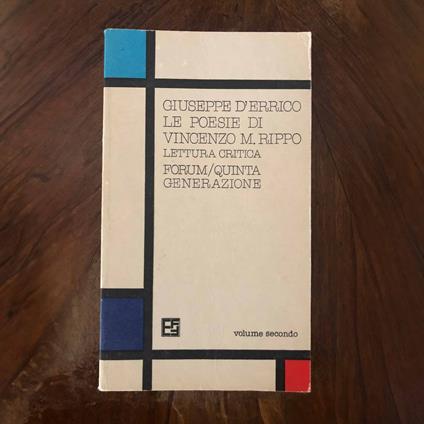 GIUSEPPE D'ERRICO
LE POESIE DI
VINCENZO M. RIPPO
LETTURA CRITICA
FORUM/QUINTA
GENERAZIONE
volume secondo